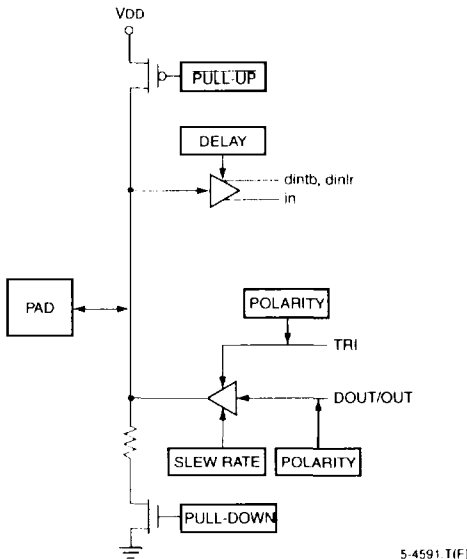 VDD
PULL-UP
DELAY
dintb, dinlr
in
PAD
POLARITY
TRI
DOUT/OUT
SLEW RATE
POLARITY
PULL-DOWN
5-4591.T(F)